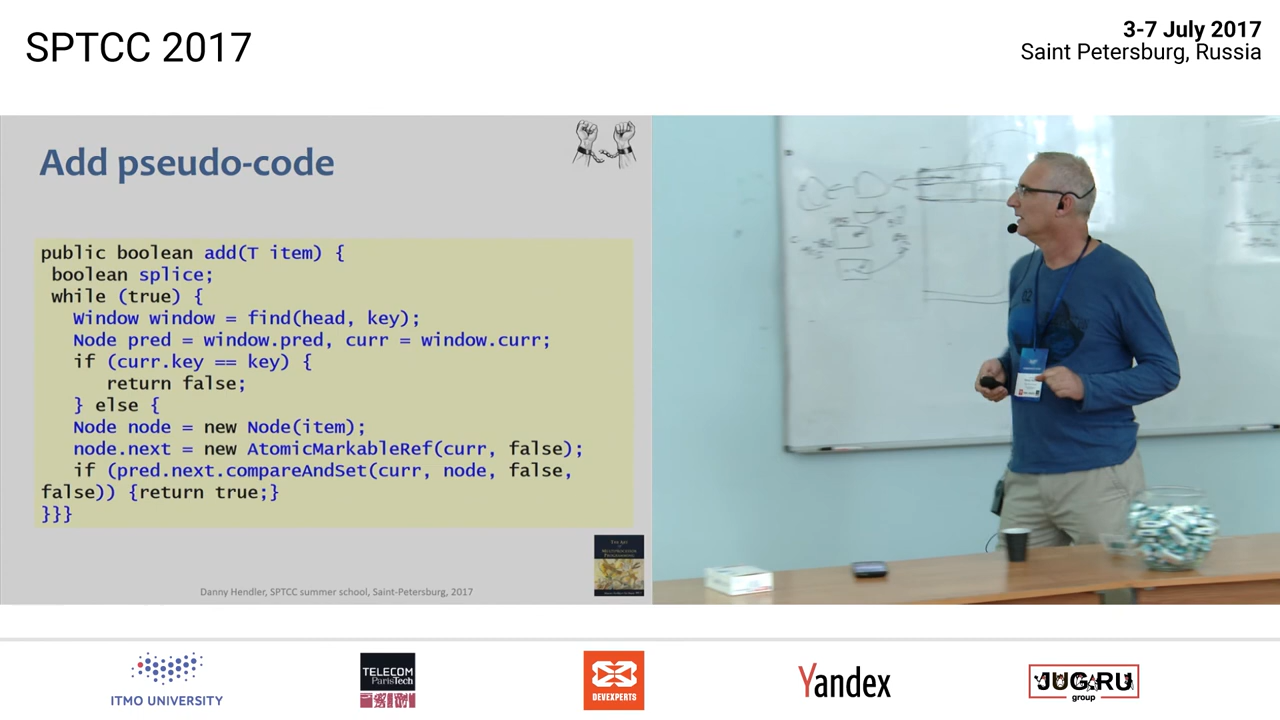 SPTCC 2017
3-7 July 2017
Saint Petersburg, Russia
Add pseudo-code
public boolean add(T item) {
boolean splice;
while (true) {
Window window = find(head, key);
Node pred = window.pred, curr = window.curr;
if (curr.key == key) {
return false;
} else {
Node node = new Node(item);
node.next = new AtomicMarkableRef(curr, false);
if (pred.next.compareAndSet(curr, node, false,
false)) {return true;}
}}}
Danny Hendler, SPTCC summer school, Saint-Petersburg, 2017
ITMO UNIVERSITY
TELECOM
ParisTech
DEVEXPERTS
Yandex
JUG.RU
group